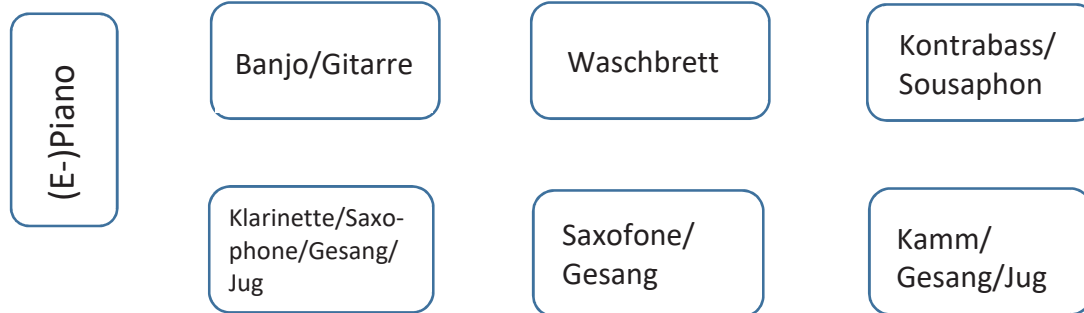 (E-)Piano
Banjo/Gitarre
Waschbrett
Kontrabass/
Sousaphon
Klarinette/Saxo-
phone/Gesang/
Jug
Saxofone/
Gesang
Kamm/
Gesang/Jug